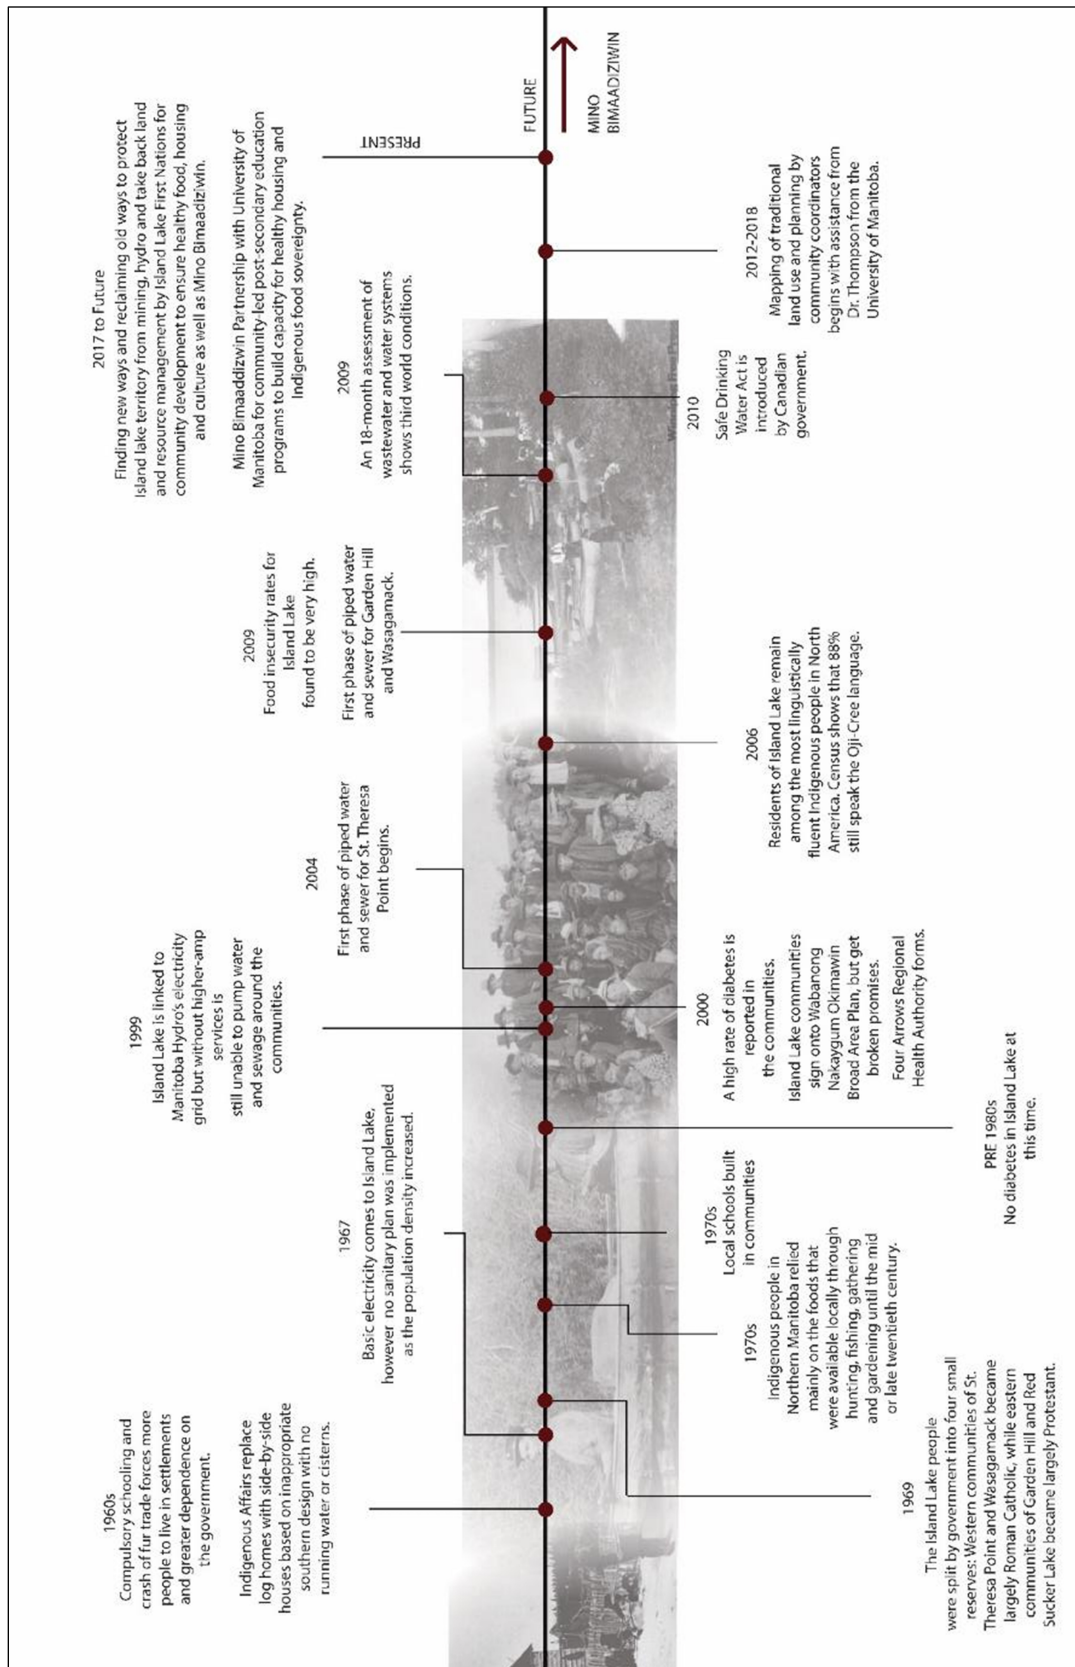 1960s
Compulsory schooling and
crash of fur trade forces more
people to live in settlements
and greater dependence on
the government.
Indigenous Affairs replace
log homes with side-by-side
houses based on inappropriate
southern design with no
running water or cisterns.
1967
Basic electricity comes to Island Lake,
however no sanitary plan was implemented
as the population density increased.
1999
Island Lake is linked to
Manitoba Hydro's electricity
grid but without higher-amp
services is
still unable to pump water
and sewage around the
communities.
2004
First phase of piped water
and sewer for St. Theresa
Point begins.
2009
Food insecurity rates for
Island Lake
found to be very high.
First phase of piped water
and sewer for Garden Hill
and Wasagamack.
2009
An 18-month assessment of
wastewater and water systems
shows third world conditions.
2017 to Future
Finding new ways and reclaiming old ways to protect
Island lake territory from mining, hydro and take back land
and resource management by Island Lake First Nations for
community development to ensure healthy food, housing
and culture as well as Mino Bimaadiziwin.
Mino Bimaaddizwin Partnership with University of
Manitoba for community-led post-secondary education
programs to build capacity for healthy housing and
Indigenous food sovereignty.
PRESENT
FUTURE
MINO
BIMAADIZIWIN
1969
The Island Lake people
were split by government into four small
reserves: Western communities of St.
Theresa Point and Wasagamack became
largely Roman Catholic, while eastern
communities of Garden Hill and Red
Sucker Lake became largely Protestant.
1970s
Indigenous people in
Northern Manitoba relied
mainly on the foods that
were available locally through
hunting, fishing, gathering
and gardening until the mid
or late twentieth century.
1970s
Local schools built
in communities
PRE 1980s
No diabetes in Island Lake at
this time.
2000
A high rate of diabetes is
reported in
the communities.
Island Lake communities
sign onto Wabanong
Nakaygum Okimawin
Broad Area Plan, but get
broken promises.
Four Arrows Regional
Health Authority forms.
2006
Residents of Island Lake remain
among the most linguistically
fluent Indigenous people in North
America. Census shows that 88%
still speak the Oji-Cree language.
2010
Safe Drinking
Water Act is
introduced
by Canadian
government.
2012-2018
Mapping of traditional
land use and planning by
community coordinators
begins with assistance from
Dr. Thompson from the
University of Manitoba.